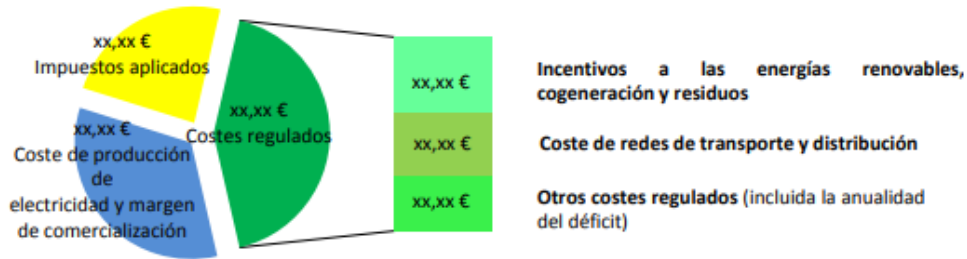 xx,xx €
Impuestos aplicados
xx,xx €
Costes regulados
xx,xx €
Coste de producción
de
electricidad y margen
de comercialización
xx,xx €
Incentivos a las energías renovables,
cogeneración y residuos
xx,xx €
Coste de redes de transporte y distribución
xx,xx €
Otros costes regulados (incluida la anualidad
del déficit)